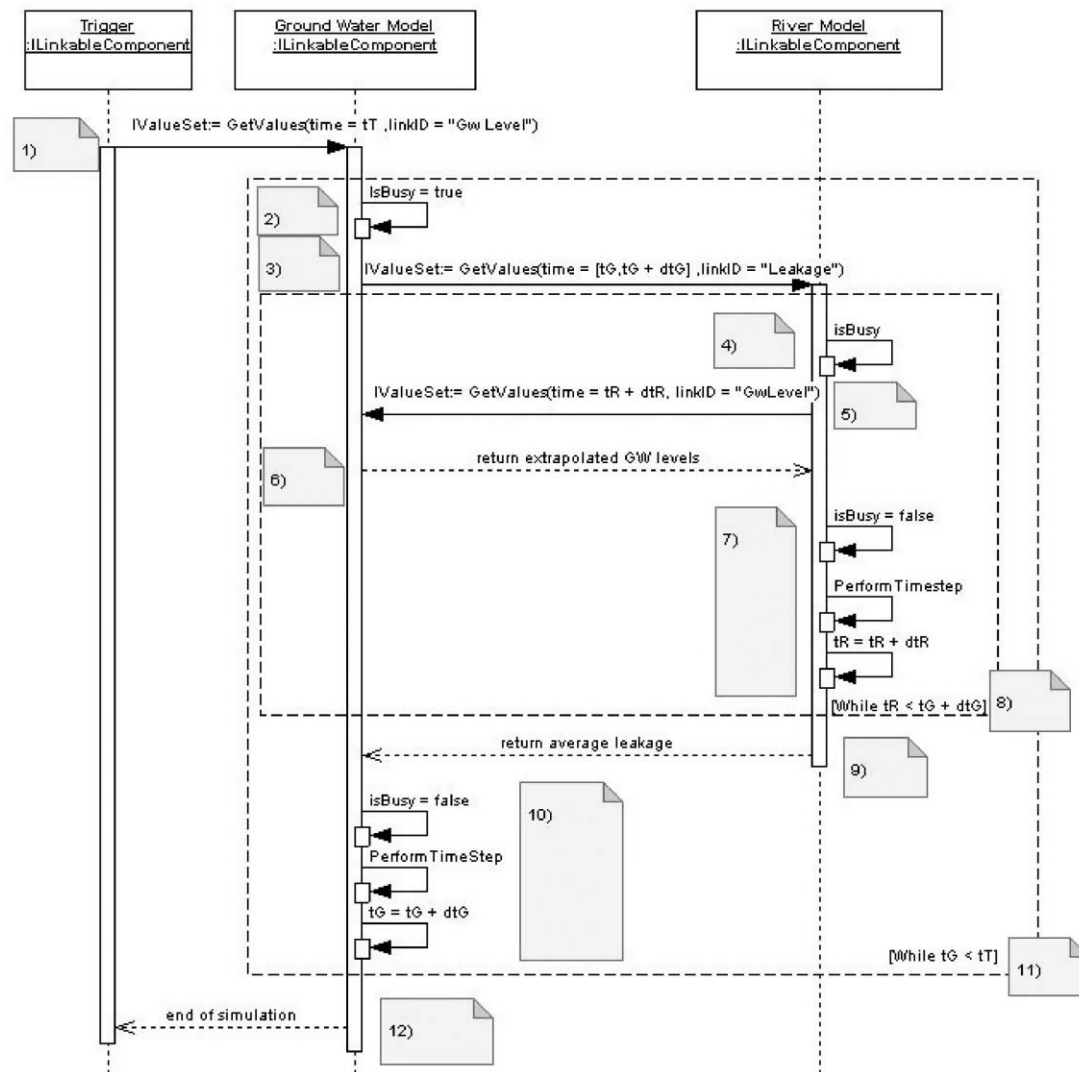 Trigger
:ILinkableComponent
Ground Water Model
:ILinkableComponent
River Model
:ILinkableComponent
IValueSet:= GetValues(time = tT ,linkID = "Gw Level")
1)
IsBusy = true
2)
3)
IValueSet:= GetValues(time = [tG,tG + dtG] ,linkID = "Leakage")
4)
isBusy
IValueSet:= GetValues(time = tR + dtR, linkID = "GwLevel")
5)
return extrapolated GW levels
6)
isBusy = false
7)
PerformTimestep
tR = tR + dtR
[While tR < tG + dtG]
8)
return average leakage
9)
isBusy = false
10)
PerformTimeStep
tG = tG + dtG
[While tG < tT]
11)
end of simulation
12)